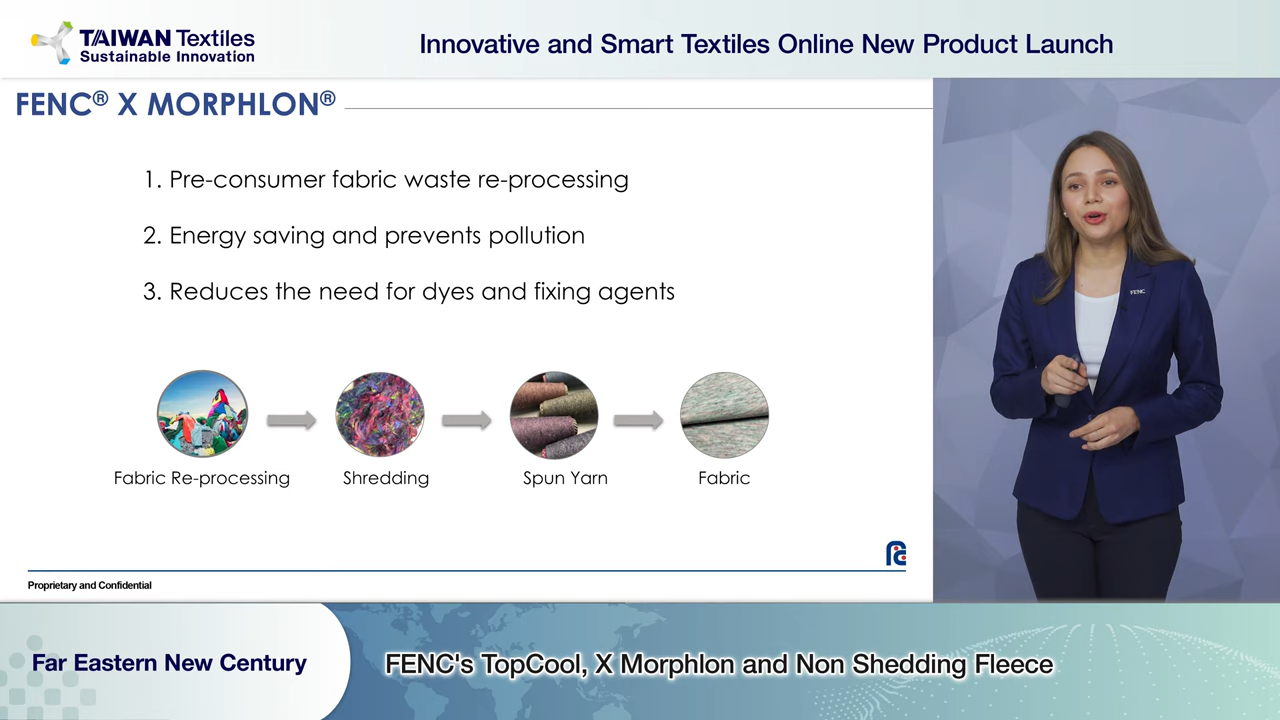 TAIWAN Textiles
Sustainable Innovation
Innovative and Smart Textiles Online New Product Launch
FENC® X MORPHLON®
1. Pre-consumer fabric waste re-processing
2. Energy saving and prevents pollution
3. Reduces the need for dyes and fixing agents
Fabric Re-processing
Shredding
Spun Yarn
Fabric
FENC
Proprietary and Confidential
Far Eastern New Century
FENC's TopCool, X Morphlon and Non Shedding Fleece